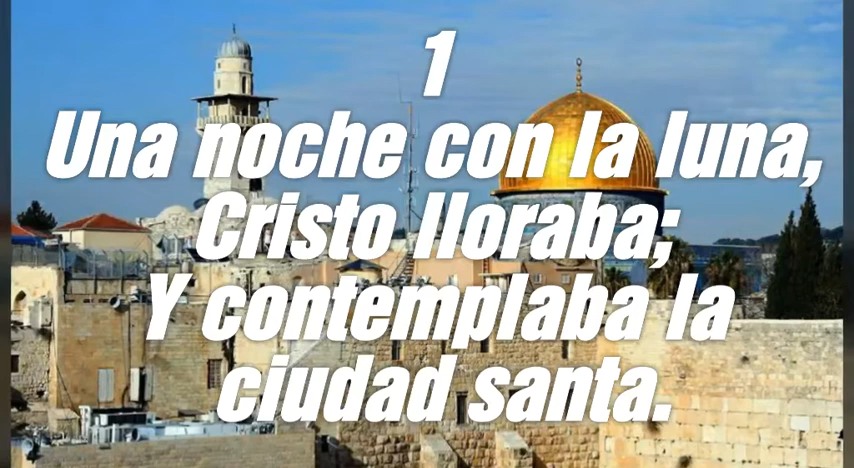 1
Una noche con la luna,
Cristo lloraba;
Y contemplaba la
ciudad santa.